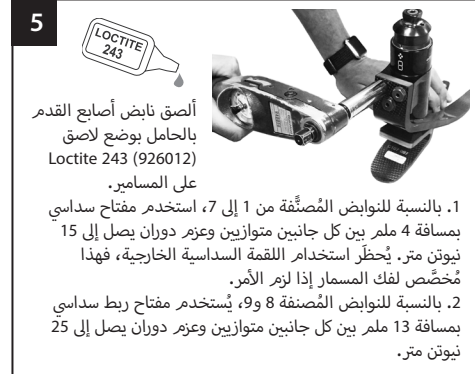 5
LOCTITE
243
ألصق نابض أصابع القدم
بالحامل بوضع لاصق
Loctite 243 (926012)
على المسامير.
1. بالنسبة للنوابض المُصنَّفة من 1 إلى 7، استخدم مفتاح سداسي
بمسافة 4 ملم بين كل جانبين متوازيين وعزم دوران يصل إلى 15
نيوتن متر. يُحظَر استخدام اللقمة السداسية الخارجية، فهذا
مُخصَّص لفك المسمار إذا لزم الأمر.
2. بالنسبة للنوابض المُصنفة 8 و9، يُستخدم مفتاح ربط سداسي
بمسافة 13 ملم بين كل جانبين متوازيين وعزم دوران يصل إلى 25
نيوتن متر.